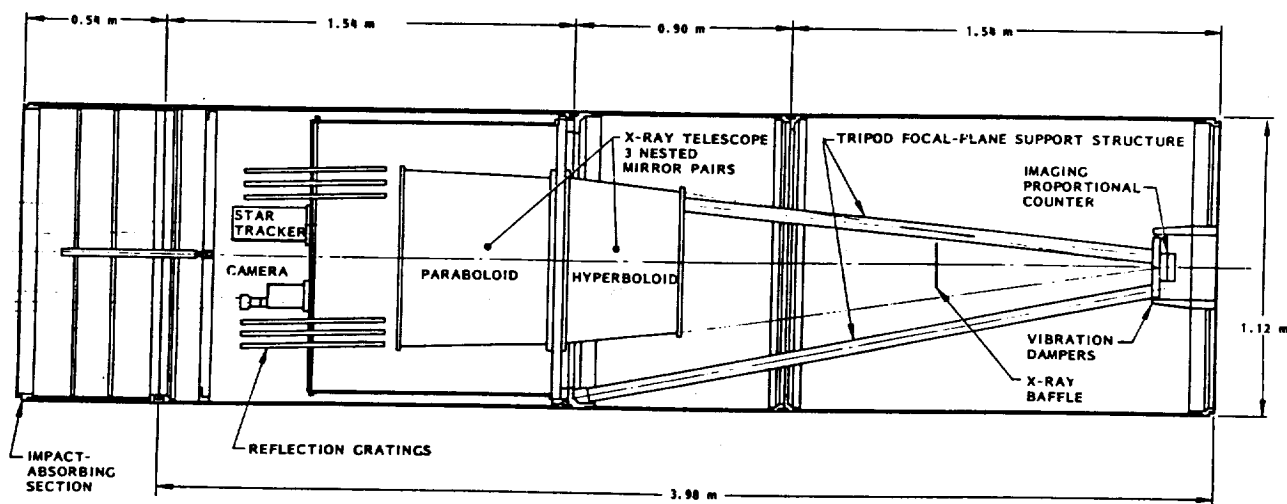 0.54 m
1.54 m
0.90 m
1.54 m
X-RAY TELESCOPE
3 NESTED
MIRROR PAIRS
TRIPOD FOCAL-PLANE SUPPORT STRUCTURE
IMAGING
PROPORTIONAL
COUNTER
STAR
TRACKER
CAMERA
PARABOLOID
HYPERBOLOID
1.12 m
VIBRATION
DAMPERS
X-RAY
BAFFLE
REFLECTION GRATINGS
IMPACT-
ABSORBING
SECTION
3.98 m